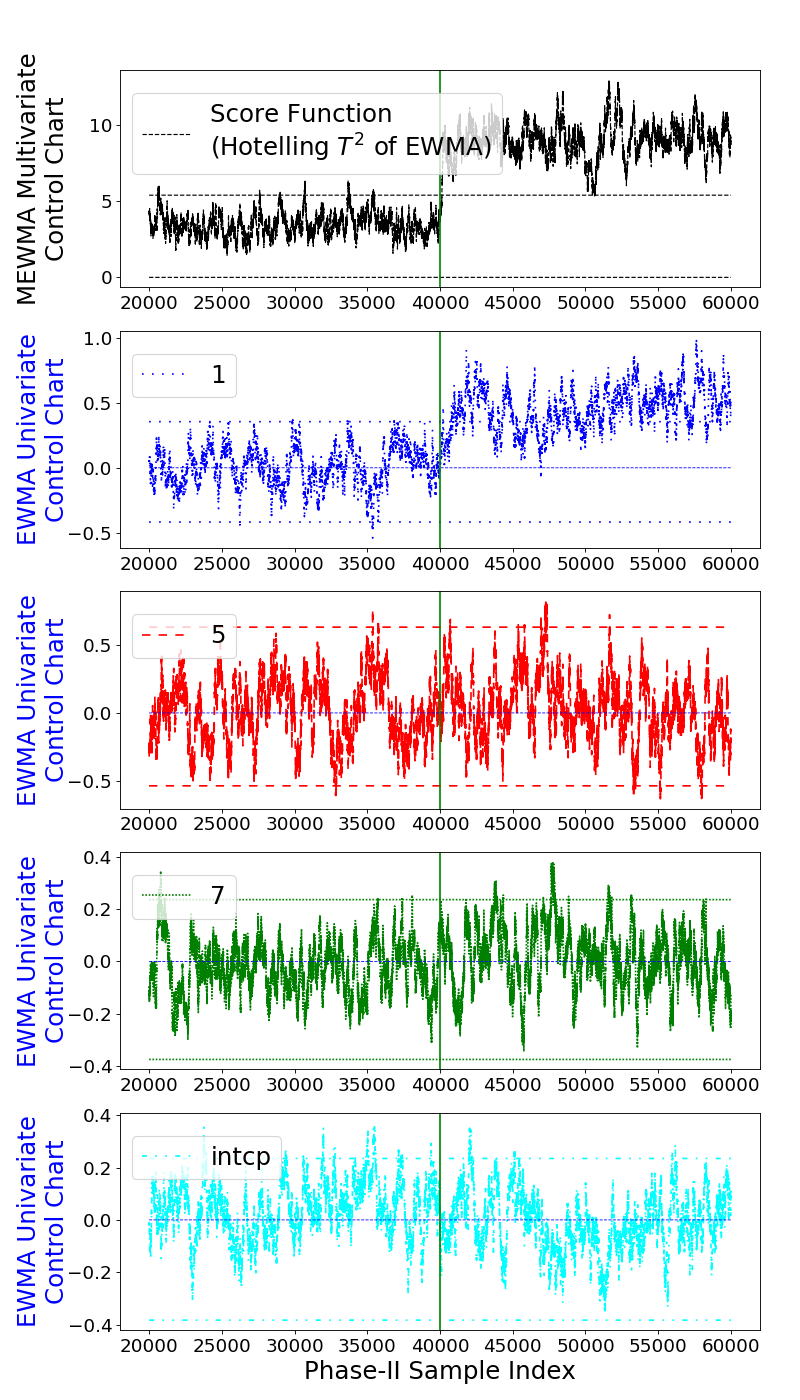 MEWMA Multivariate
Control Chart
Score Function
(Hotelling T² of EWMA)
10
5
0
20000 25000 30000 35000 40000 45000 50000 55000 60000
EWMA Univariate
Control Chart
1
1.0
0.5
0.0
−0.5
20000 25000 30000 35000 40000 45000 50000 55000 60000
EWMA Univariate
Control Chart
5
0.5
0.0
−0.5
20000 25000 30000 35000 40000 45000 50000 55000 60000
EWMA Univariate
Control Chart
7
0.4
0.2
0.0
−0.2
−0.4
20000 25000 30000 35000 40000 45000 50000 55000 60000
EWMA Univariate
Control Chart
intcp
0.4
0.2
0.0
−0.2
−0.4
20000 25000 30000 35000 40000 45000 50000 55000 60000
Phase-II Sample Index